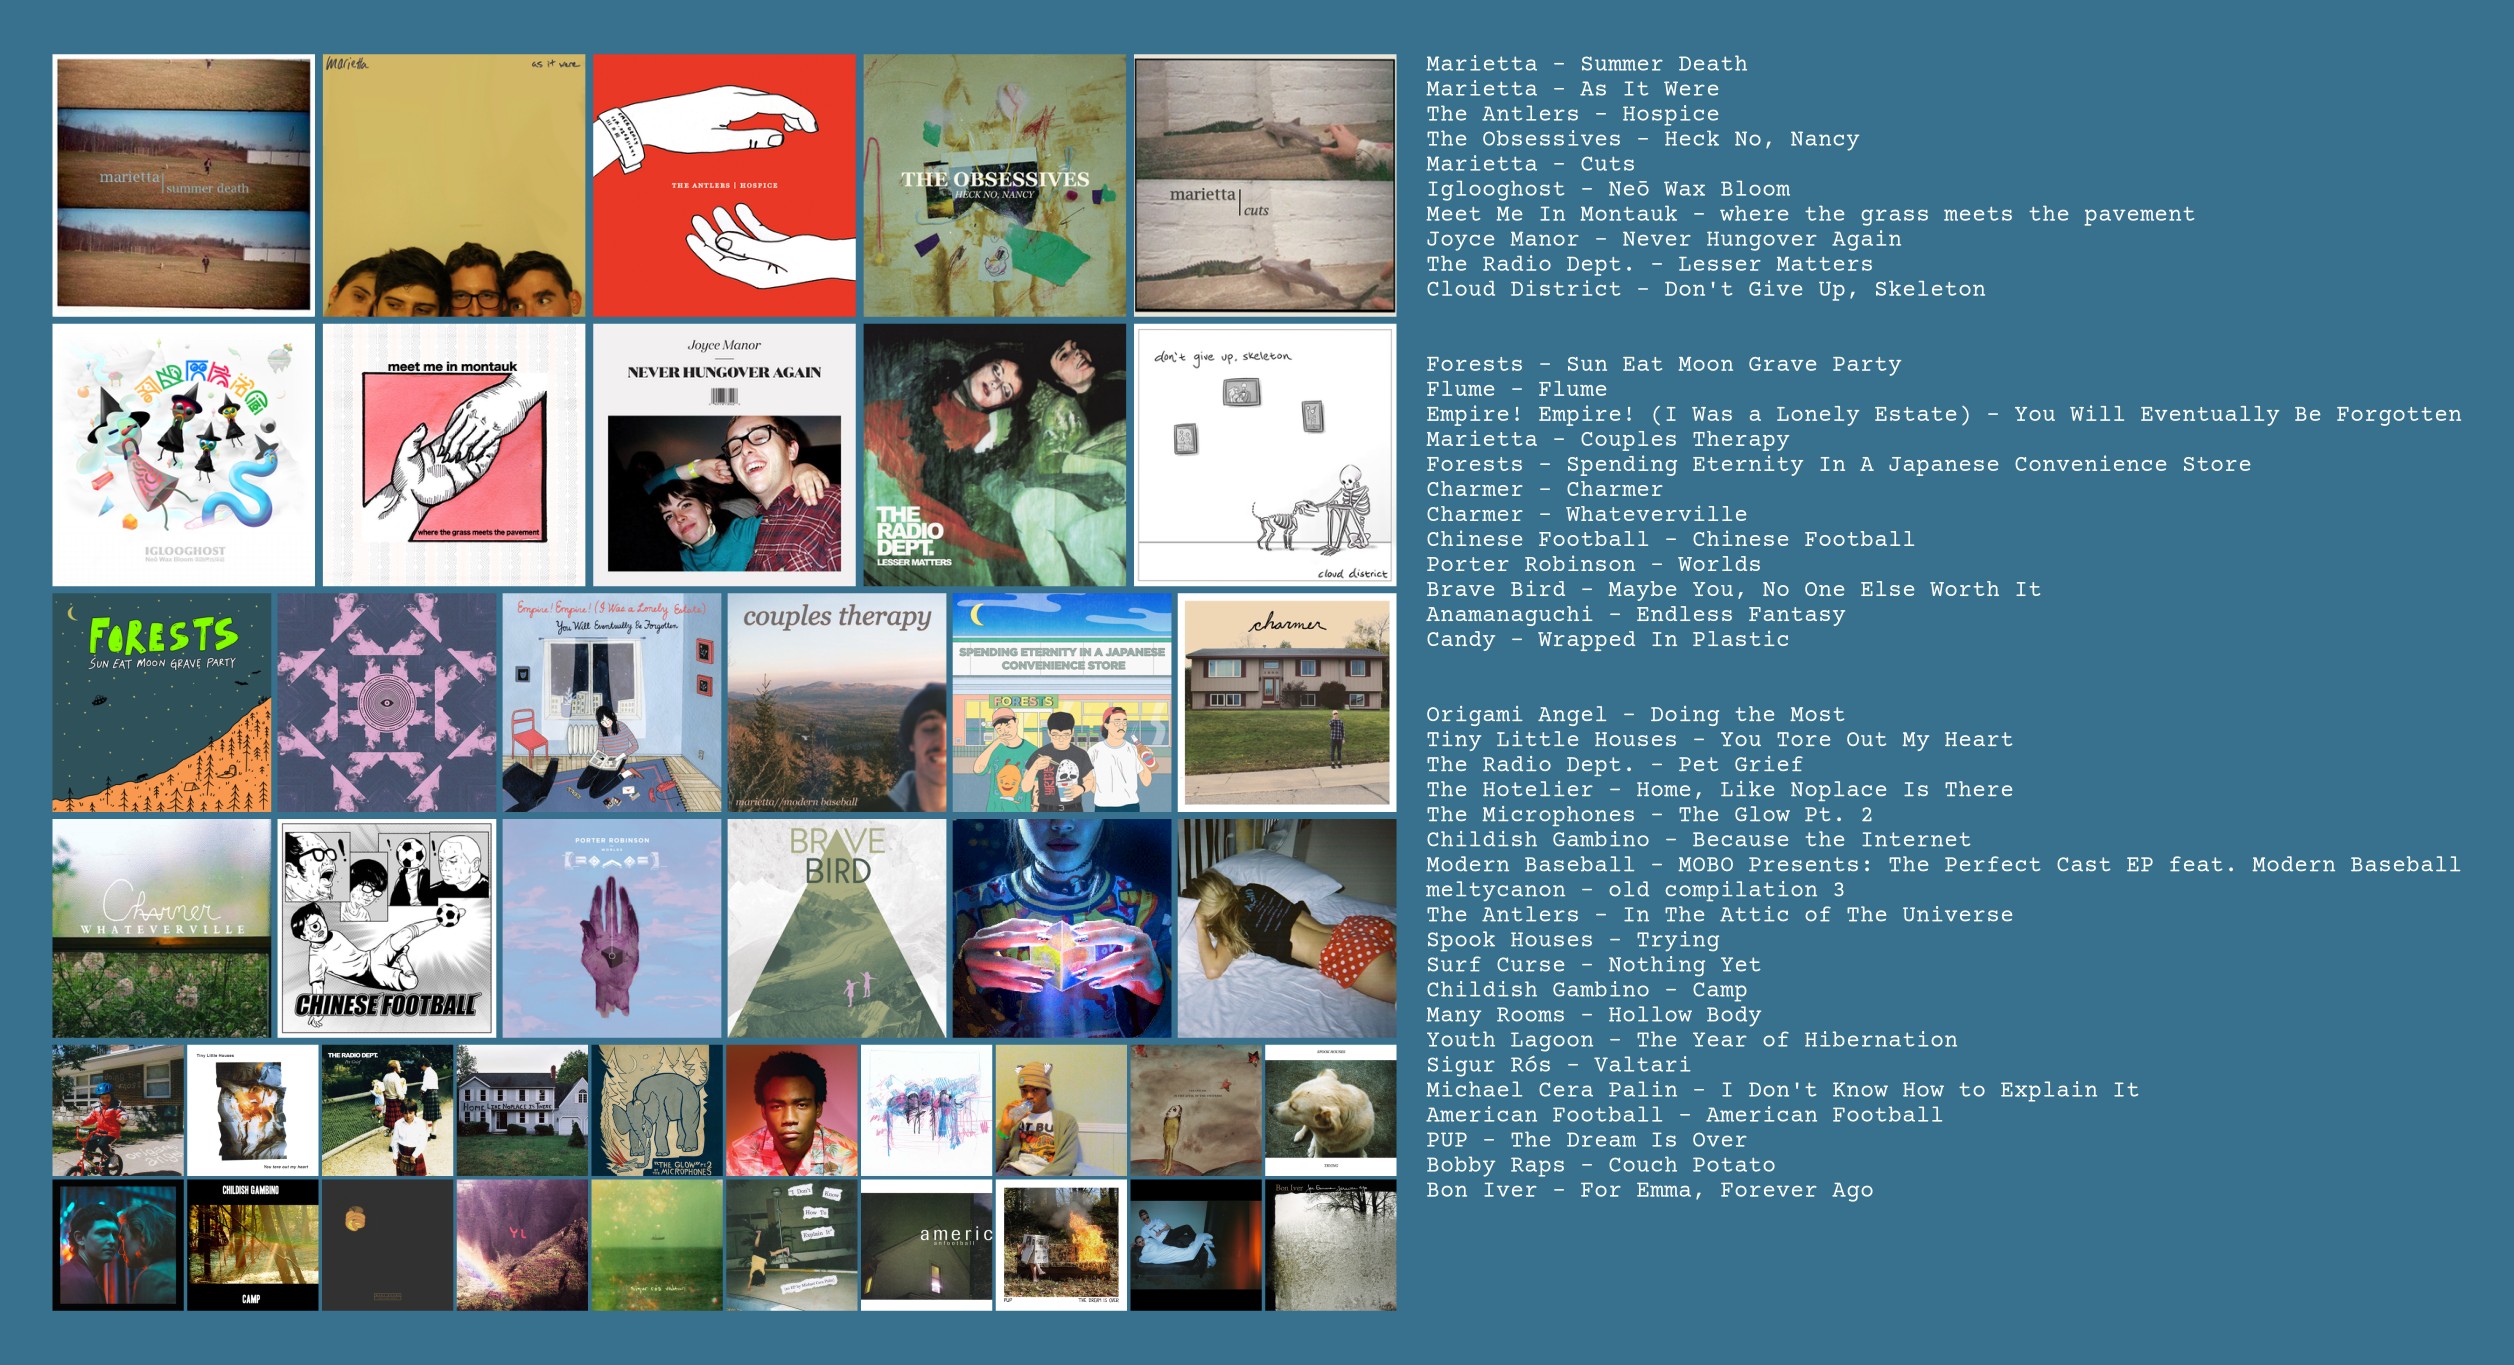 marietta
summer death
Marietta
as it were
THE ANTLERS | HOSPICE
THE OBSESSIVES
HECK NO, NANCY
marietta
cuts
IGLOOGHOST
meet me in montauk
where the grass meets the pavement
Joyce Manor
NEVER HUNGOVER AGAIN
THE
RADIO
DEPT.
LESSER MATTERS
don't give up, skeleton
cloud district
FORESTS
SUN EAT MOON GRAVE PARTY
Empire! Empire! (I Was a Lonely Estate)
You Will Eventually Be Forgotten
couples therapy
marietta//modern baseball
SPENDING ETERNITY IN A JAPANESE
CONVENIENCE STORE
FORESTS
charmer
Charmer
WHATEVERVILLE
CHINESE FOOTBALL
PORTER ROBINSON
WORLDS
BRAVE
BIRD
Tiny Little Houses
You tore out my heart
THE RADIO DEPT.
Pet Grief
HOME, LIKE NOPLACE IS THERE
"THE GLOW" PT. 2
MICROPHONES
SPOOK HOUSES
TRYING
CHILDISH GAMBINO
CAMP
YL
sigur rós valtari
"I Don't Know
How To
Explain It"
americ
anfootball
PUP
THE DREAM IS OVER
Bon Iver
Marietta - Summer Death
Marietta - As It Were
The Antlers - Hospice
The Obsessives - Heck No, Nancy
Marietta - Cuts
Iglooghost - Neō Wax Bloom
Meet Me In Montauk - where the grass meets the pavement
Joyce Manor - Never Hungover Again
The Radio Dept. - Lesser Matters
Cloud District - Don't Give Up, Skeleton
Forests - Sun Eat Moon Grave Party
Flume - Flume
Empire! Empire! (I Was a Lonely Estate) - You Will Eventually Be Forgotten
Marietta - Couples Therapy
Forests - Spending Eternity In A Japanese Convenience Store
Charmer - Charmer
Charmer - Whateverville
Chinese Football - Chinese Football
Porter Robinson - Worlds
Brave Bird - Maybe You, No One Else Worth It
Anamanaguchi - Endless Fantasy
Candy - Wrapped In Plastic
Origami Angel - Doing the Most
Tiny Little Houses - You Tore Out My Heart
The Radio Dept. - Pet Grief
The Hotelier - Home, Like Noplace Is There
The Microphones - The Glow Pt. 2
Childish Gambino - Because the Internet
Modern Baseball - MOBO Presents: The Perfect Cast EP feat. Modern Baseball
meltycanon - old compilation 3
The Antlers - In The Attic of The Universe
Spook Houses - Trying
Surf Curse - Nothing Yet
Childish Gambino - Camp
Many Rooms - Hollow Body
Youth Lagoon - The Year of Hibernation
Sigur Rós - Valtari
Michael Cera Palin - I Don't Know How to Explain It
American Football - American Football
PUP - The Dream Is Over
Bobby Raps - Couch Potato
Bon Iver - For Emma, Forever Ago